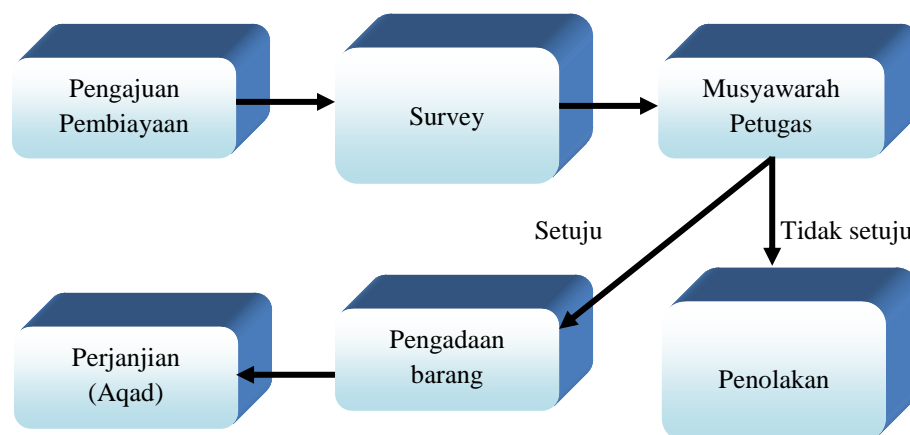 Pengajuan
Pembiayaan
Survey
Musyawarah
Petugas
Setuju
Tidak setuju
Perjanjian
(Aqad)
Pengadaan
barang
Penolakan